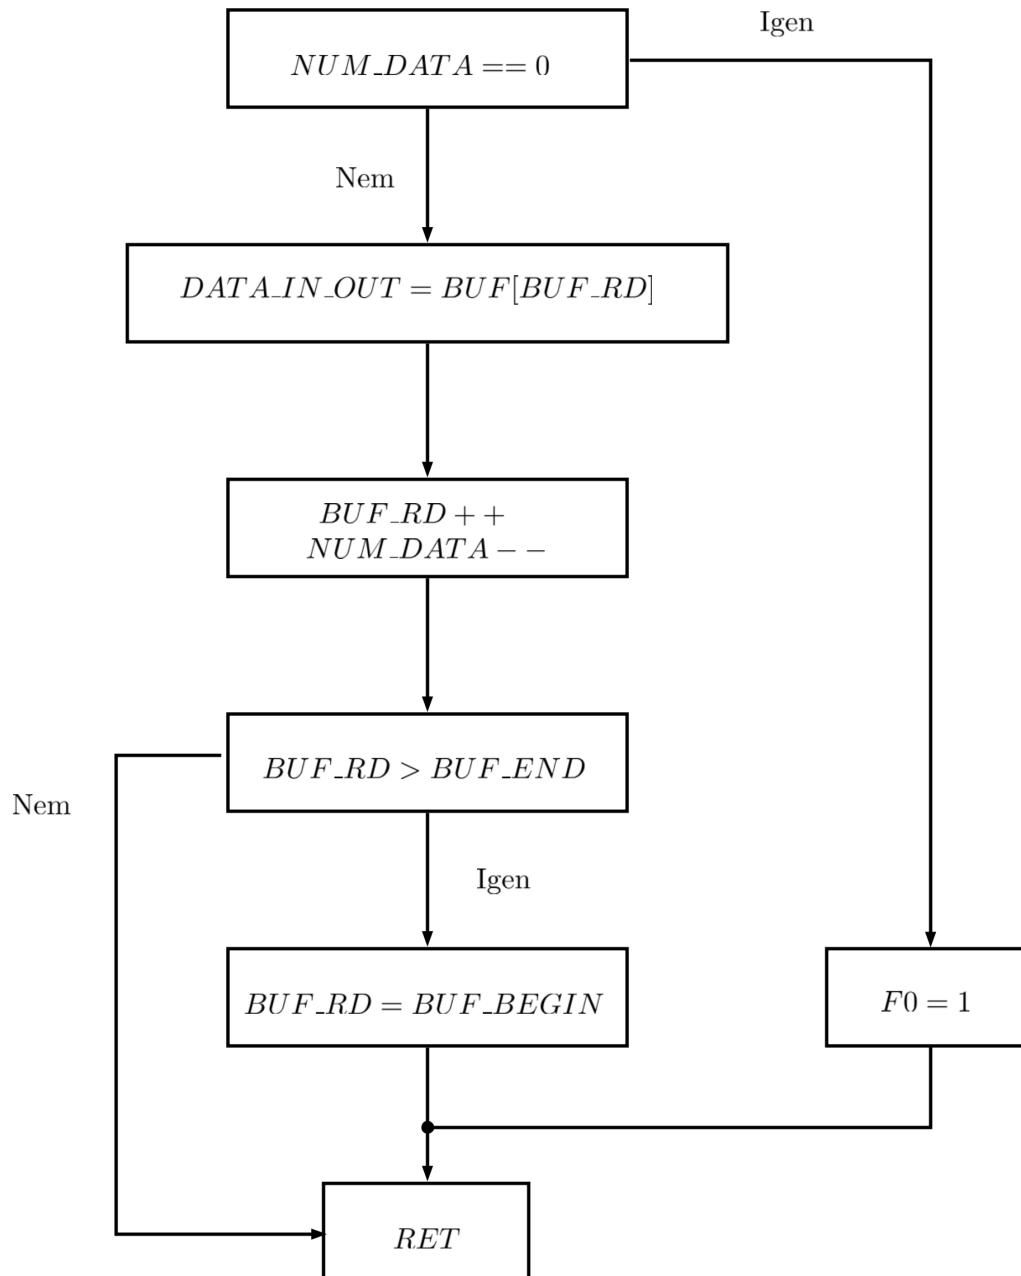 Igen
NUM_DATA == 0
Nem
DATA_IN_OUT = BUF[BUF_RD]
BUF_RD + +
NUM_DATA − −
BUF_RD > BUF_END
Nem
Igen
BUF_RD = BUF_BEGIN
F0 = 1
RET